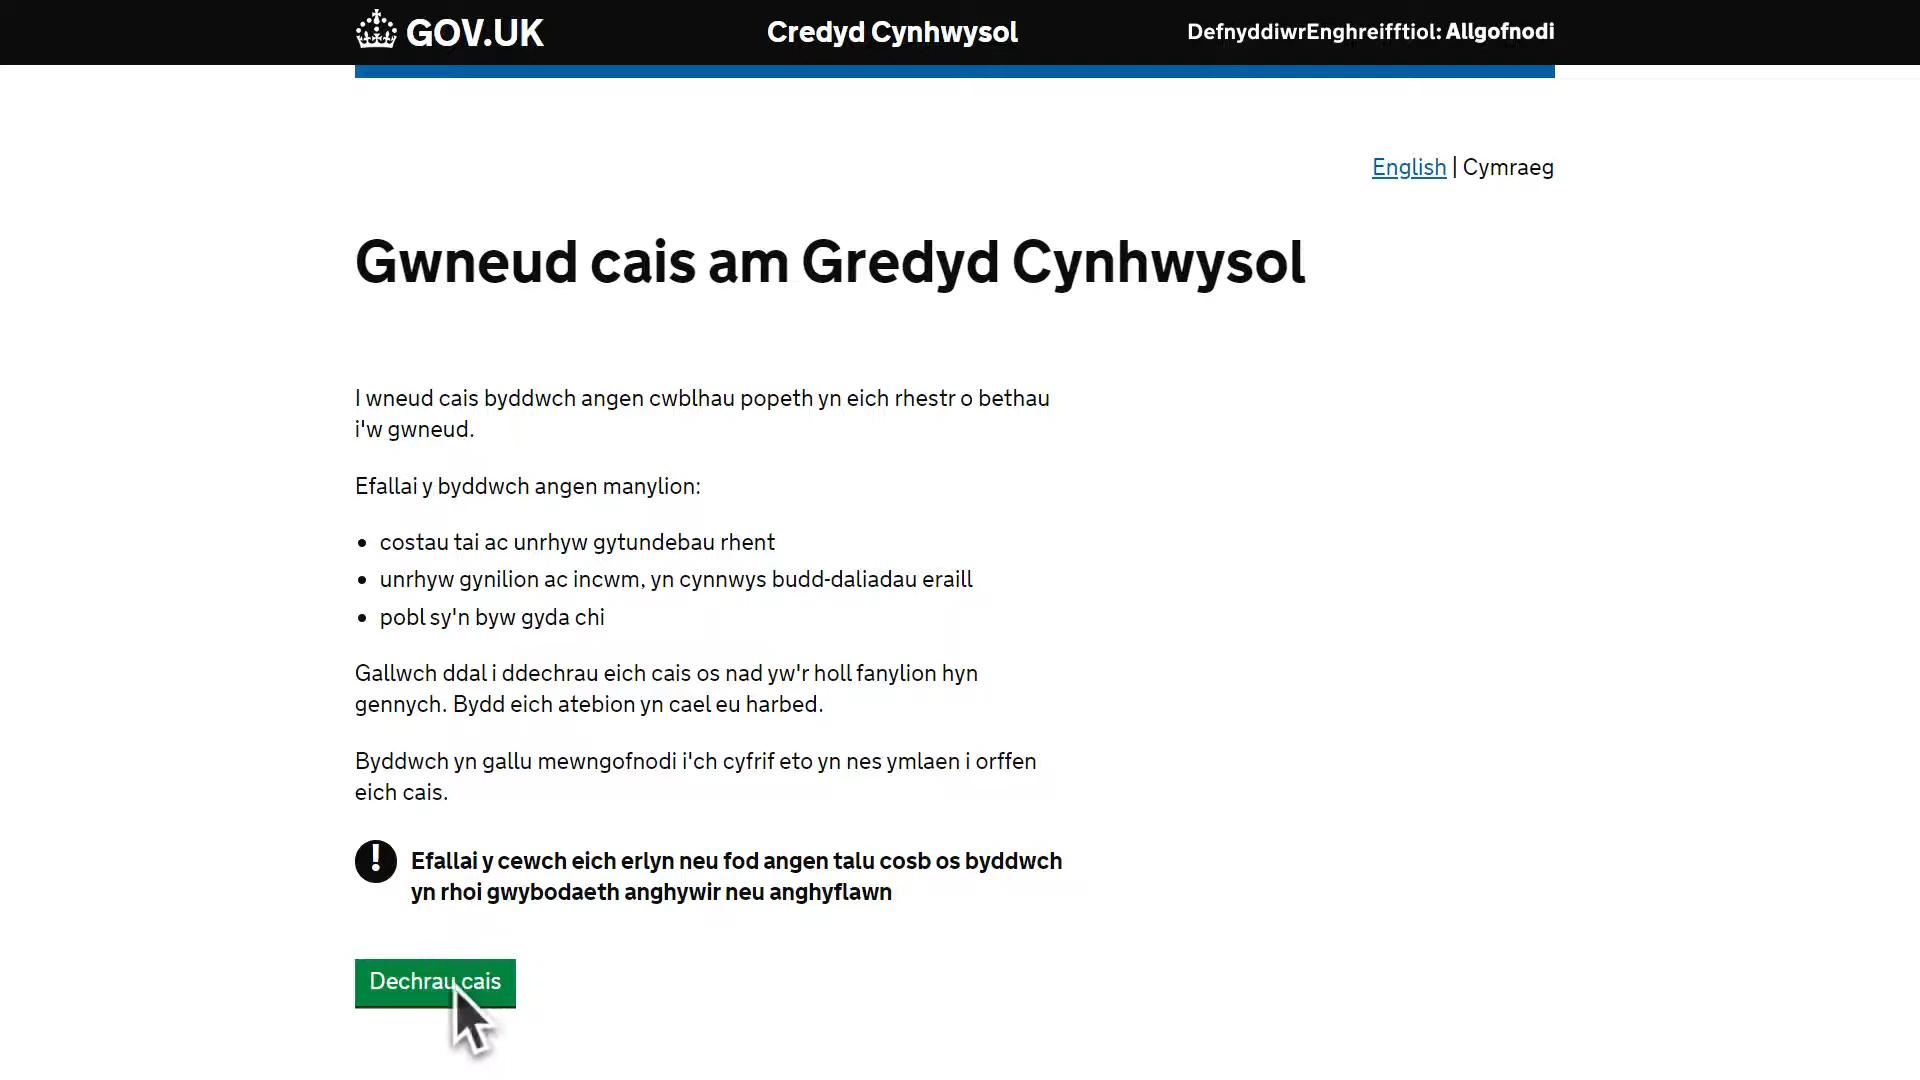 GOV.UK
Credyd Cynhwysol
DefnyddiwrEnghreifftiol: Allgofnodi
English | Cymraeg
Gwneud cais am Gredyd Cynhwysol
I wneud cais byddwch angen cwblhau popeth yn eich rhestr o bethau
i'w gwneud.
Efallai y byddwch angen manylion:
• costau tai ac unrhyw gytundebau rhent
• unrhyw gynilion ac incwm, yn cynnwys budd-daliadau eraill
• pobl sy'n byw gyda chi
Gallwch ddal i ddechrau eich cais os nad yw'r holl fanylion hyn
gennych. Bydd eich atebion yn cael eu harbed.
Byddwch yn gallu mewngofnodi i'ch cyfrif eto yn nes ymlaen i orffen
eich cais.
! Efallai y cewch eich erlyn neu fod angen talu cosb os byddwch
yn rhoi gwybodaeth anghywir neu anghyflawn
Dechrau cais